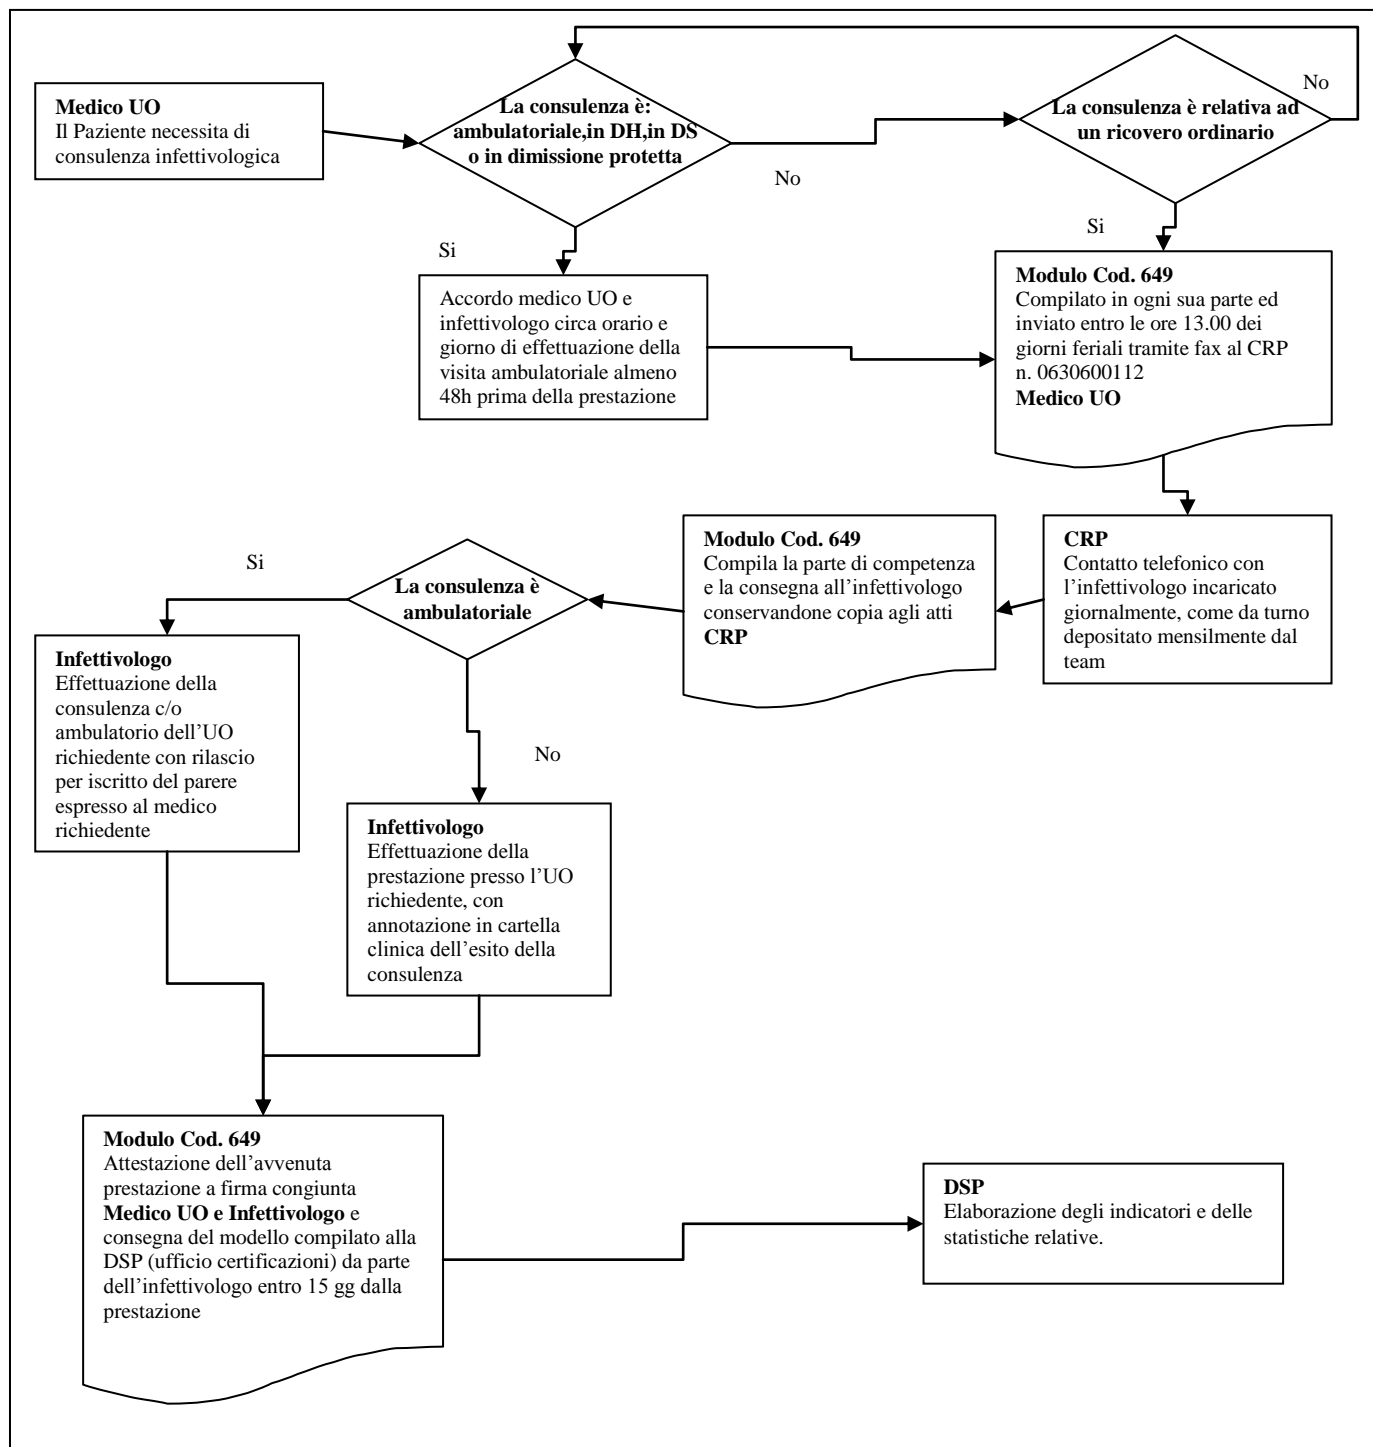 Medico UO
Il Paziente necessita di
consulenza infettivologica
La consulenza è:
ambulatoriale,in DH,in DS
o in dimissione protetta
No
La consulenza è relativa ad
un ricovero ordinario
No
Si
Si
Accordo medico UO e
infettivologo circa orario e
giorno di effettuazione della
visita ambulatoriale almeno
48h prima della prestazione
Modulo Cod. 649
Compilato in ogni sua parte ed
inviato entro le ore 13.00 dei
giorni feriali tramite fax al CRP
n. 0630600112
Medico UO
CRP
Contatto telefonico con
l’infettivologo incaricato
giornalmente, come da turno
depositato mensilmente dal
team
Modulo Cod. 649
Compila la parte di competenza
e la consegna all’infettivologo
conservandone copia agli atti
CRP
La consulenza è
ambulatoriale
Si
Infettivologo
Effettuazione della
consulenza c/o
ambulatorio dell’UO
richiedente con rilascio
per iscritto del parere
espresso al medico
richiedente
No
Infettivologo
Effettuazione della
prestazione presso l’UO
richiedente, con
annotazione in cartella
clinica dell’esito della
consulenza
Modulo Cod. 649
Attestazione dell’avvenuta
prestazione a firma congiunta
Medico UO e Infettivologo e
consegna del modello compilato alla
DSP (ufficio certificazioni) da parte
dell’infettivologo entro 15 gg dalla
prestazione
DSP
Elaborazione degli indicatori e delle
statistiche relative.